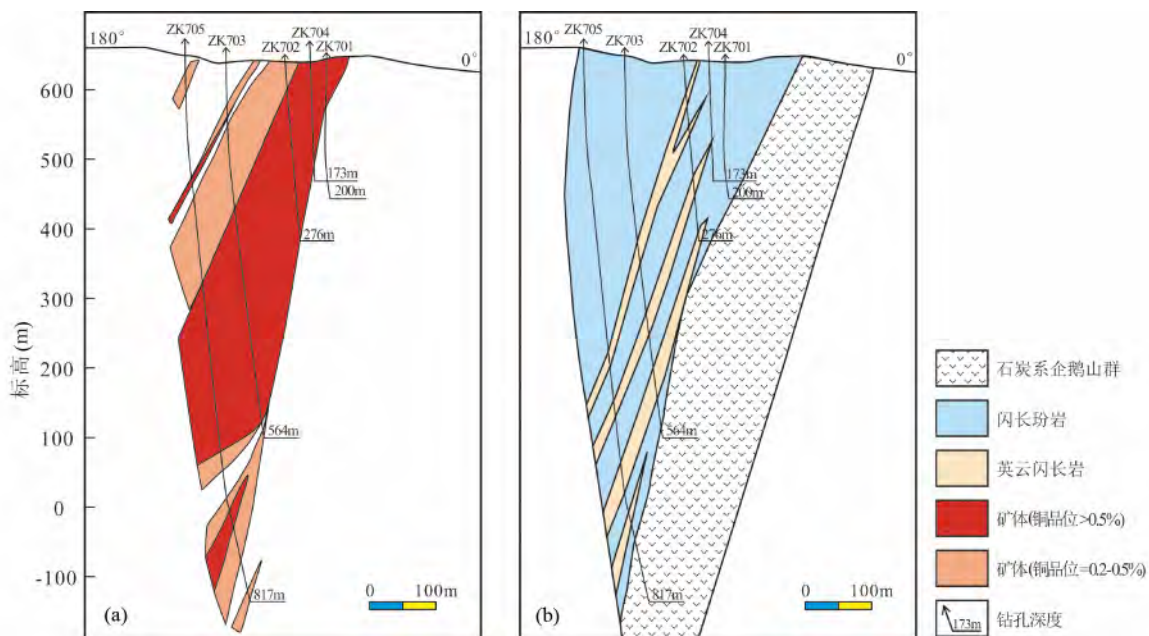 ZK705
ZK703
ZK702
ZK704
ZK701
180°
0°
600
500
400
300
200
100
0
-100
标高(m)
173m
200m
276m
564m
817m
(a)
0
100m
ZK705
ZK703
ZK702
ZK704
ZK701
180°
0°
173m
200m
276m
564m
817m
(b)
0
100m
石炭系企鹅山群
闪长玢岩
英云闪长岩
矿体(铜品位>0.5%)
矿体(铜品位=0.2-0.5%)
173m
钻孔深度